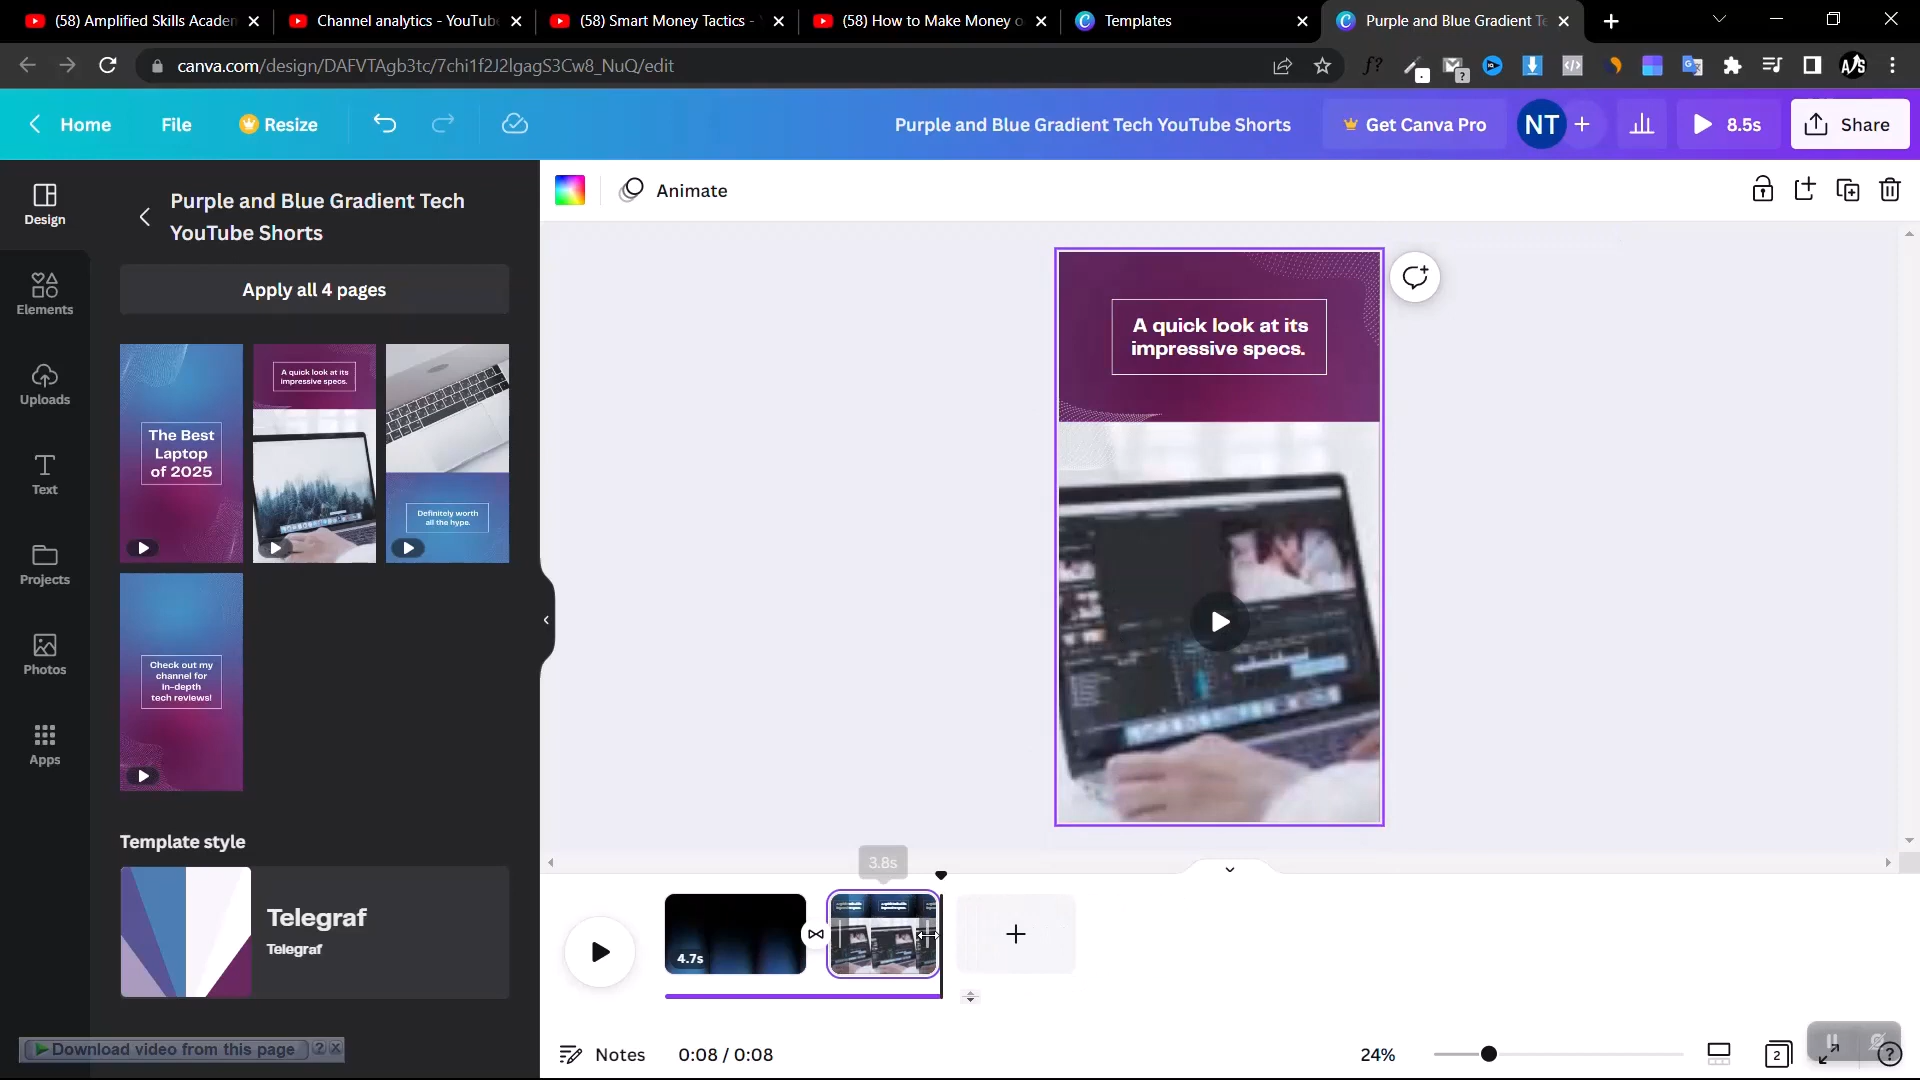 (58) Amplified Skills Academ
Channel analytics - YouTube
(58) Smart Money Tactics -
(58) How to Make Money o
Templates
Purple and Blue Gradient Te
canva.com/design/DAFVTAgb3tc/7chi1f2J2lgagS3Cw8_NuQ/edit
Home
File
Resize
Purple and Blue Gradient Tech YouTube Shorts
Get Canva Pro
NT
8.5s
Share
Design
Elements
Uploads
Text
Projects
Photos
Apps
Purple and Blue Gradient Tech
YouTube Shorts
Apply all 4 pages
The Best
Laptop
of 2025
A quick look at its
impressive specs.
Definitely worth
all the hype.
Check out my
channel for
in-depth
tech reviews!
Template style
Telegraf
Telegraf
Download video from this page
Animate
A quick look at its
impressive specs.
3.8s
4.7s
Notes
0:08 / 0:08
24%
2